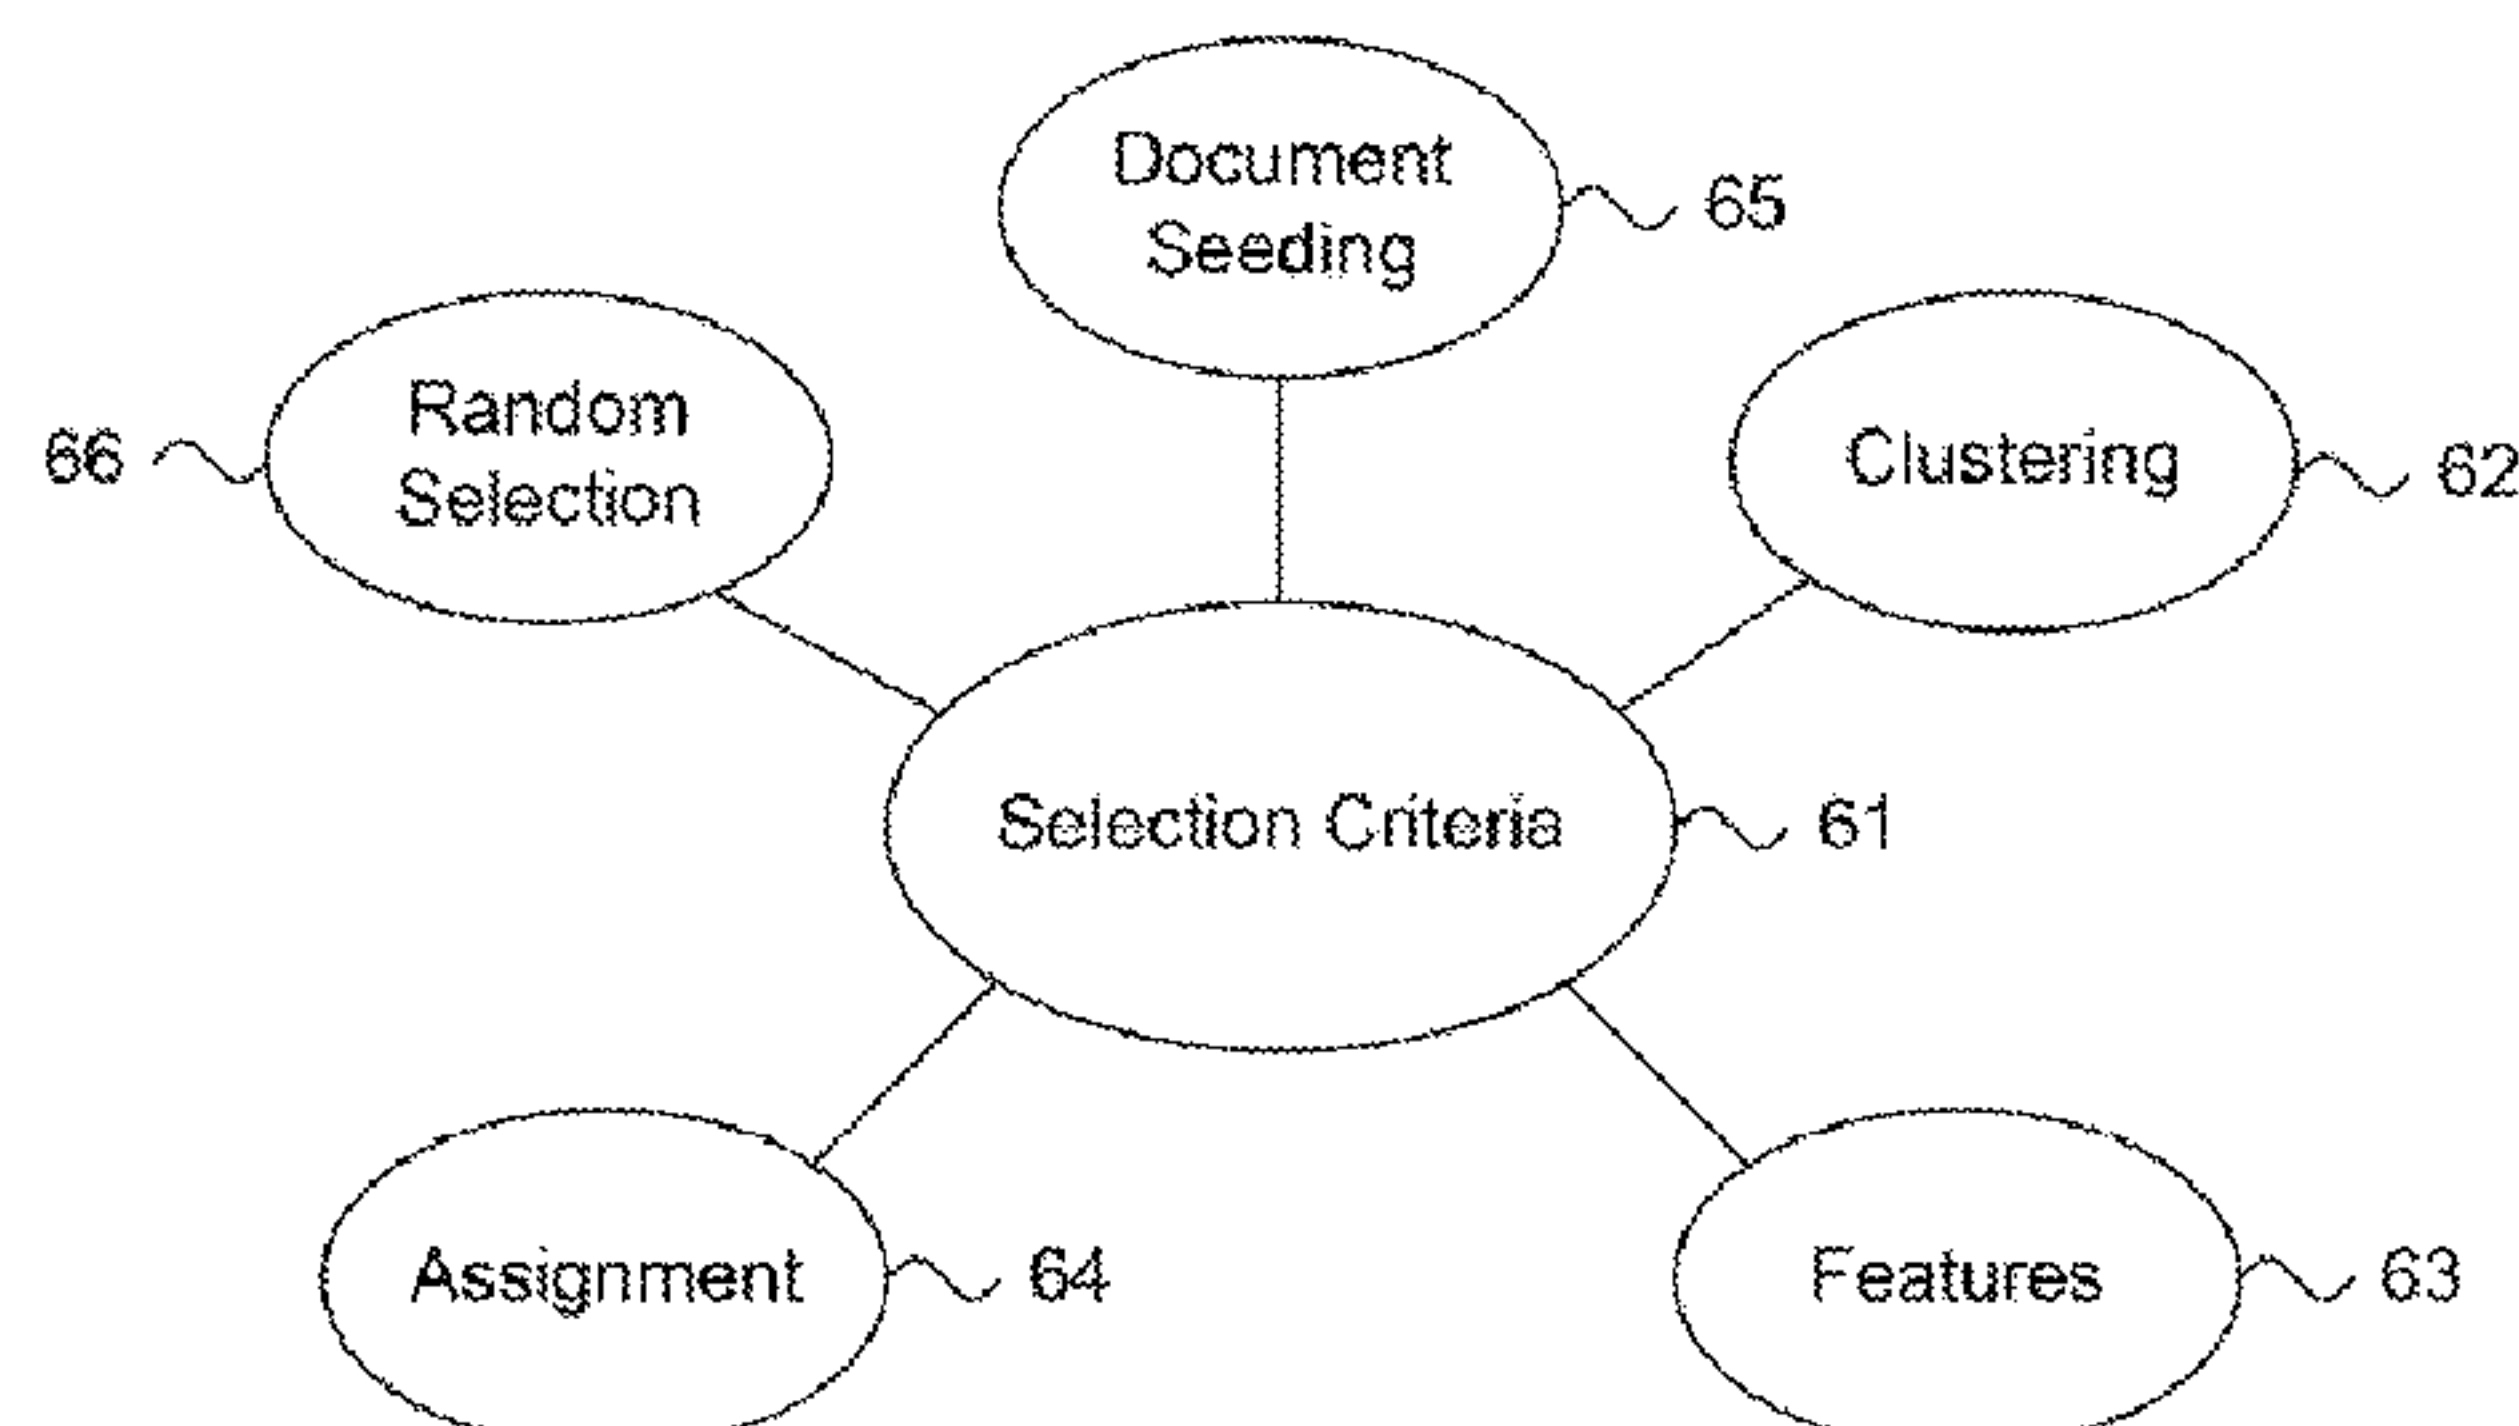 Document
Seeding
65
Random
Selection
66
Clustering
62
Selection Criteria
61
Assignment
64
Features
63